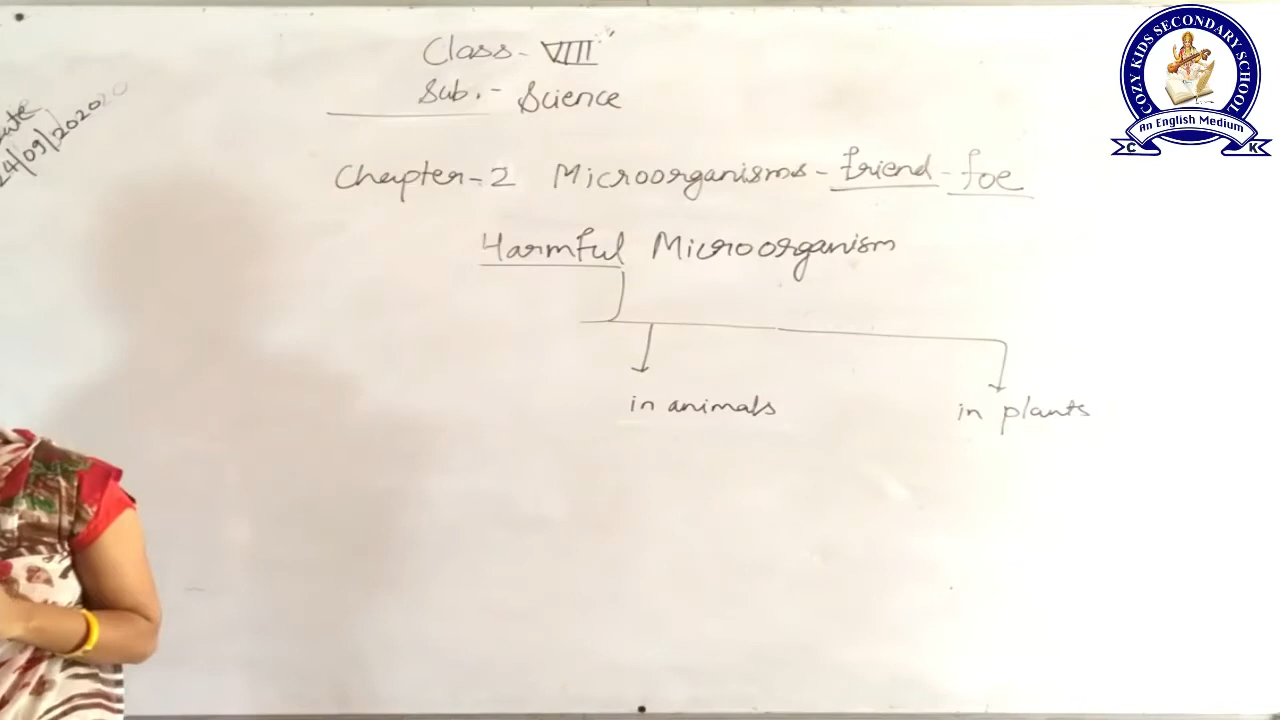 Class - VIII
Sub. - Science
Date
24/09/2020
Chapter-2 Microorganisms - friend - foe
Harmful Microorganism
in animals
in plants
COZY KIDS SECONDARY SCHOOL
An English Medium
C K